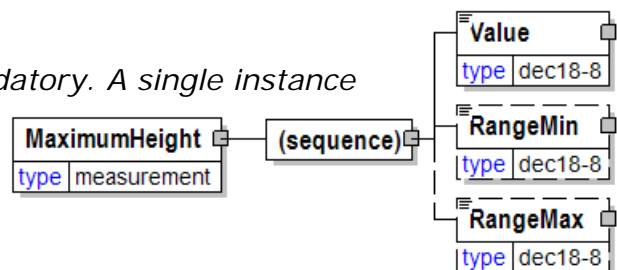 Value
type dec18-8
datory. A single instance
RangeMin
type dec18-8
MaximumHeight
type measurement
(sequence)
RangeMax
type dec18-8